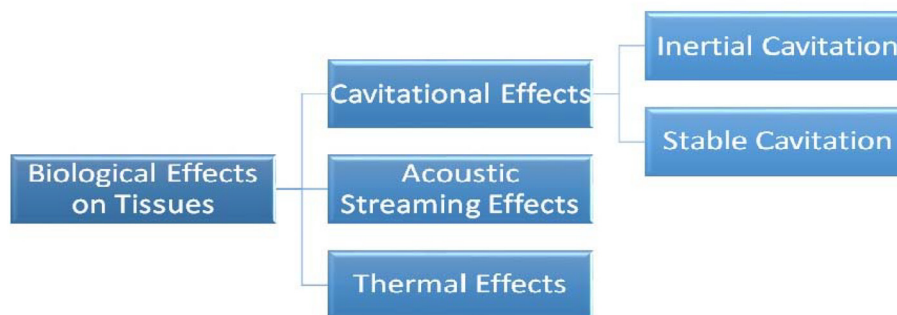 Biological Effects
on Tissues
Cavitational Effects
Inertial Cavitation
Stable Cavitation
Acoustic
Streaming Effects
Thermal Effects